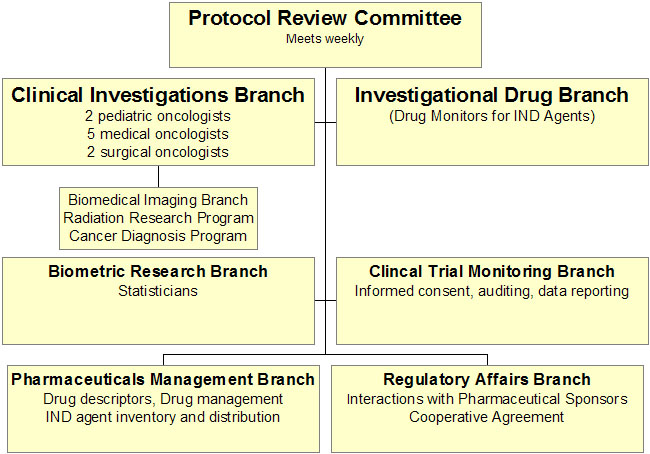 Protocol Review Committee
Meets weekly
Clinical Investigations Branch
2 pediatric oncologists
5 medical oncologists
2 surgical oncologists
Investigational Drug Branch
(Drug Monitors for IND Agents)
Biomedical Imaging Branch
Radiation Research Program
Cancer Diagnosis Program
Biometric Research Branch
Statisticians
Clincal Trial Monitoring Branch
Informed consent, auditing, data reporting
Pharmaceuticals Management Branch
Drug descriptors, Drug management
IND agent inventory and distribution
Regulatory Affairs Branch
Interactions with Pharmaceutical Sponsors
Cooperative Agreement